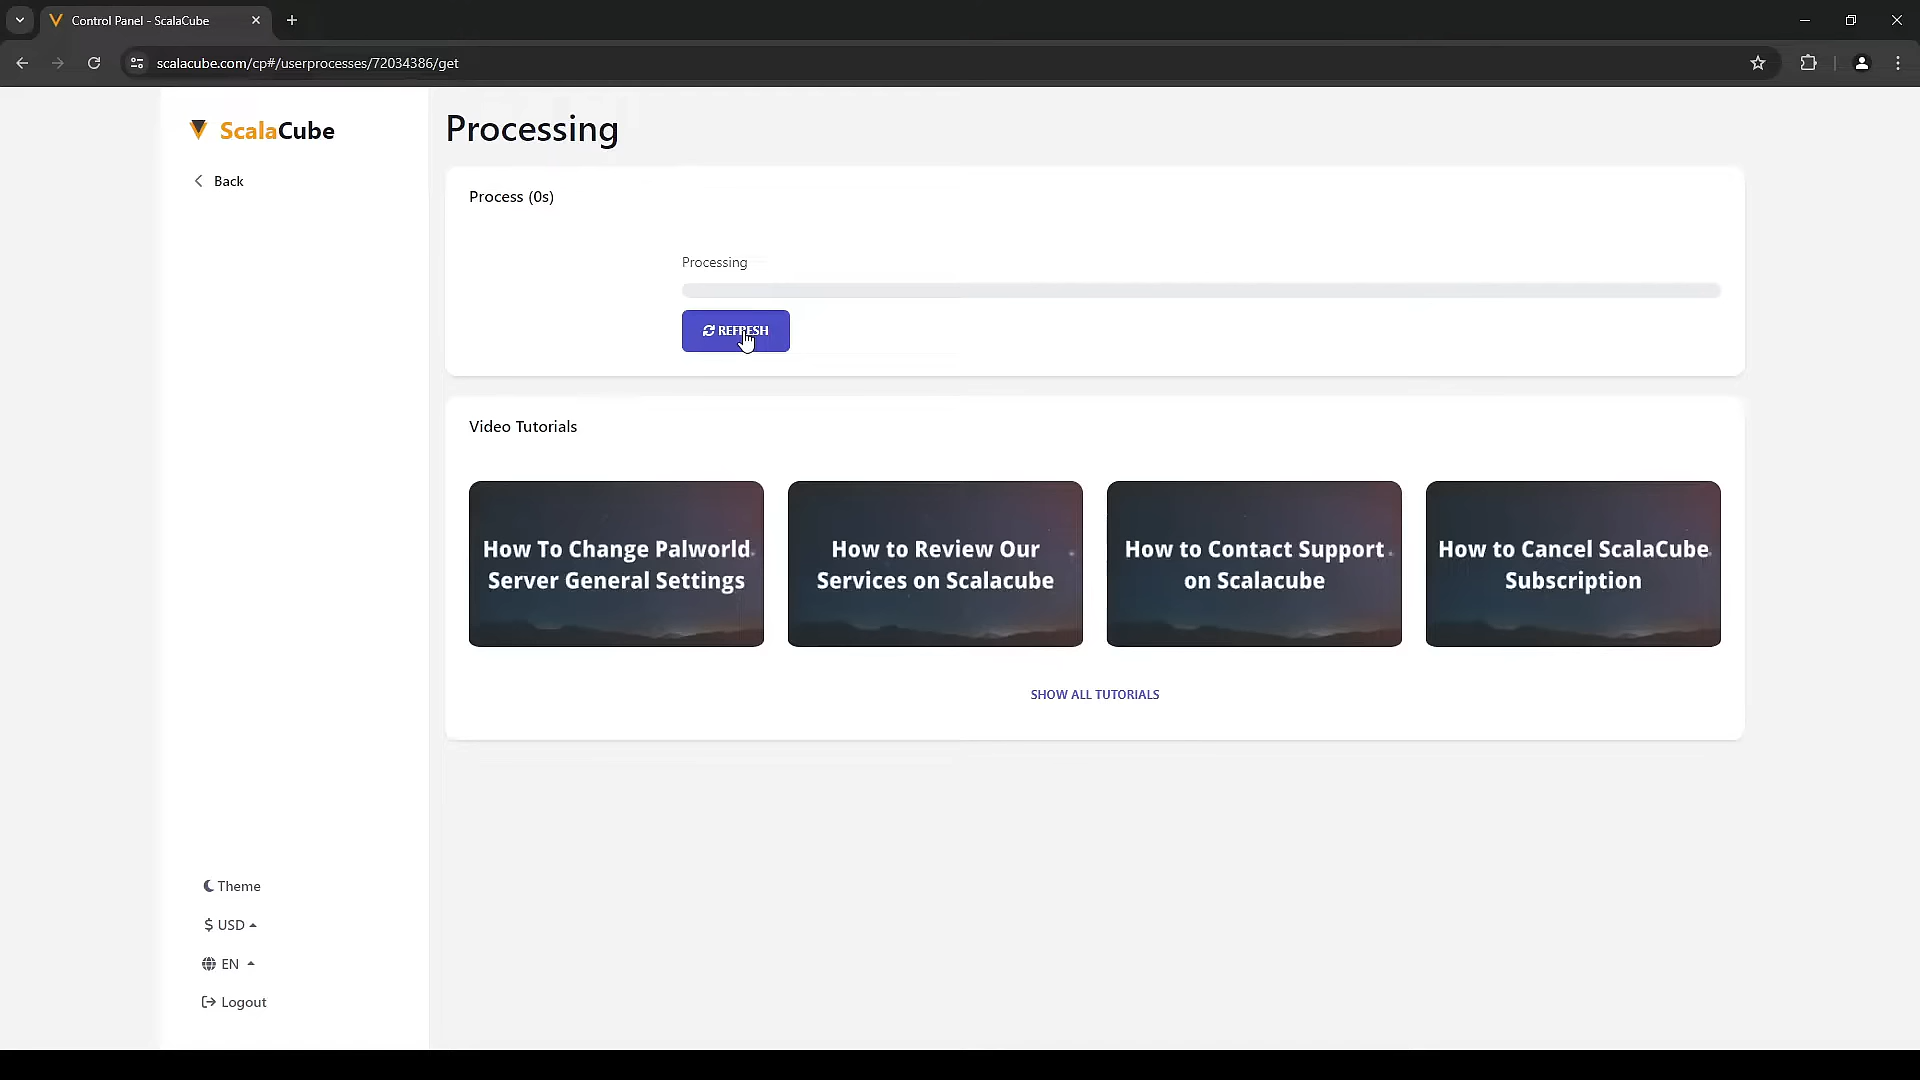 Control Panel - ScalaCube
scalacube.com/cp#/userprocesses/72034386/get
ScalaCube
Back
Processing
Process (0s)
Processing
REFRESH
Video Tutorials
How To Change Palworld
Server General Settings
How to Review Our
Services on Scalacube
How to Contact Support
on Scalacube
How to Cancel ScalaCube
Subscription
SHOW ALL TUTORIALS
Theme
$ USD
EN
Logout